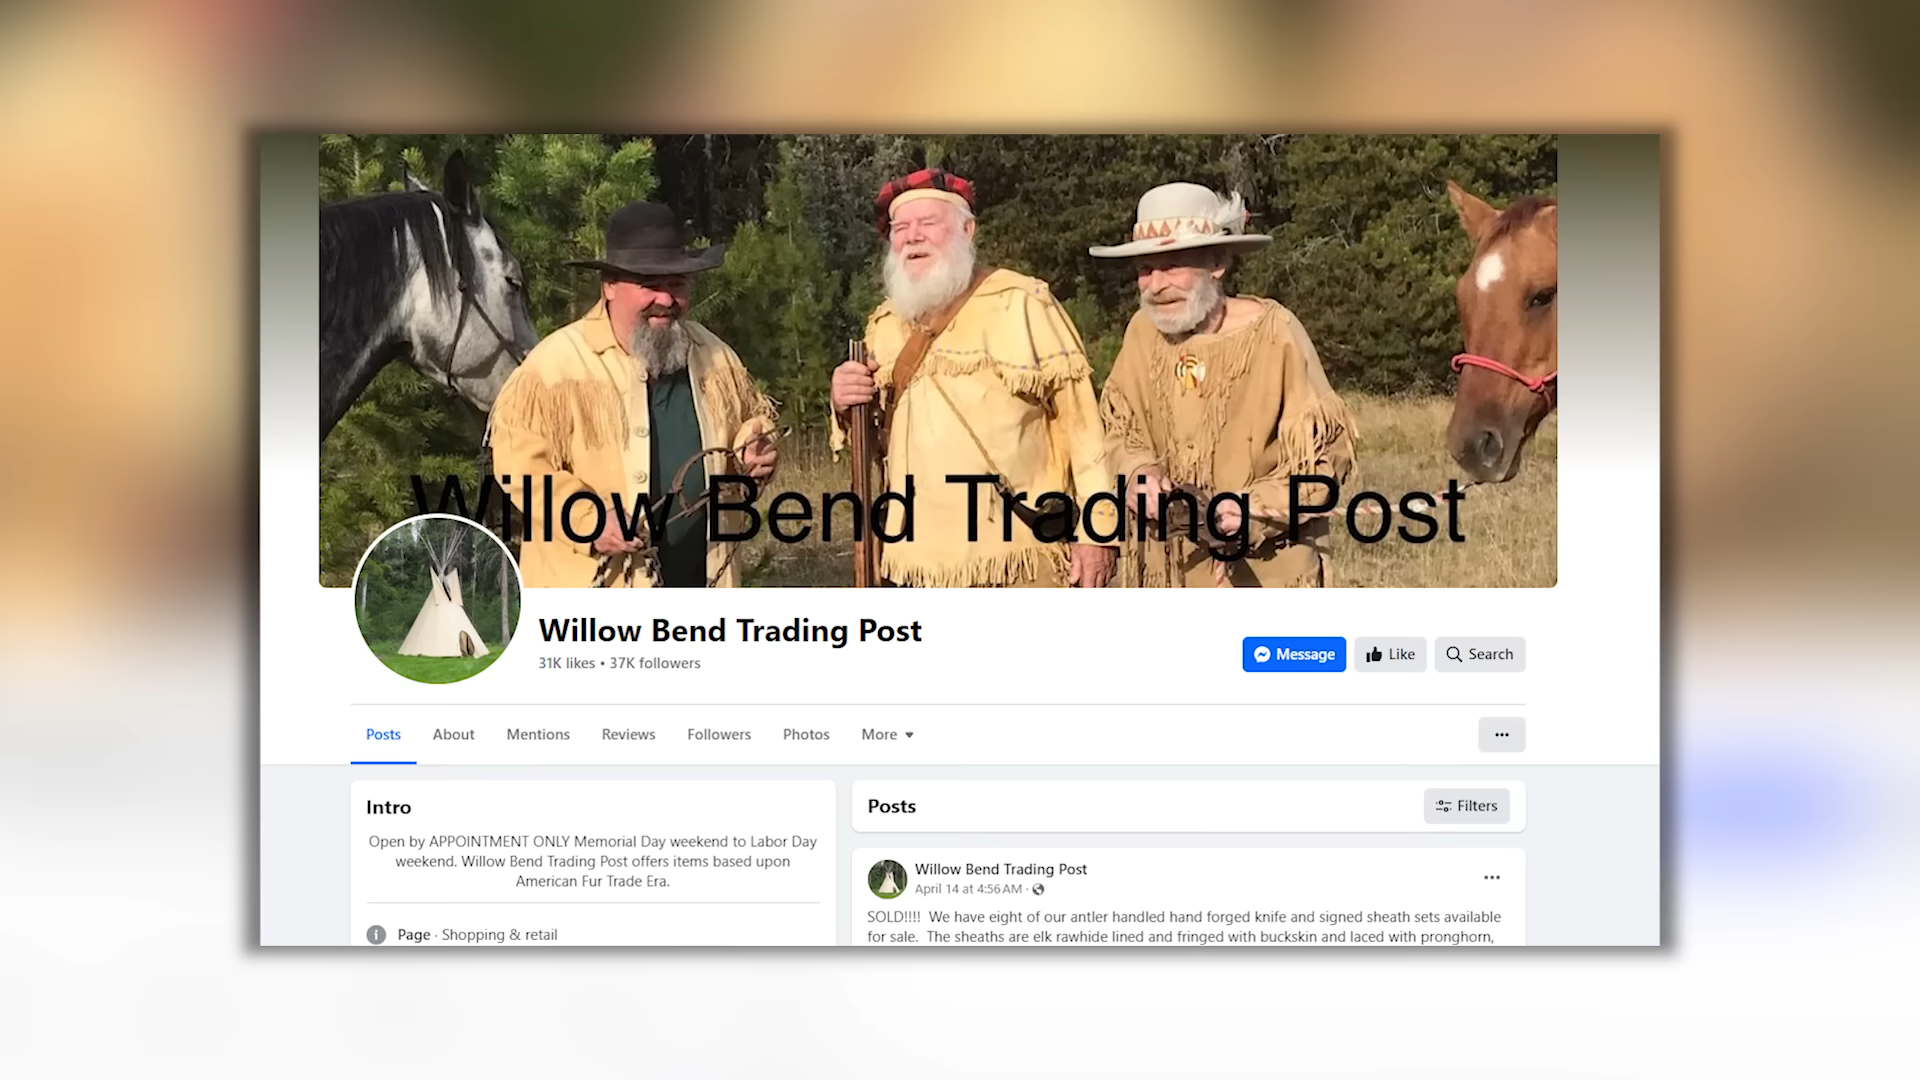 Willow Bend Trading Post
Willow Bend Trading Post
31K likes • 37K followers
Message
Like
Search
Posts
About
Mentions
Reviews
Followers
Photos
More
Intro
Open by APPOINTMENT ONLY Memorial Day weekend to Labor Day
weekend. Willow Bend Trading Post offers items based upon
American Fur Trade Era.
Page · Shopping & retail
Posts
Filters
Willow Bend Trading Post
April 14 at 4:56 AM ·
SOLD!!!! We have eight of our antler handled hand forged knife and signed sheath sets available
for sale. The sheaths are elk rawhide lined and fringed with buckskin and laced with pronghorn,